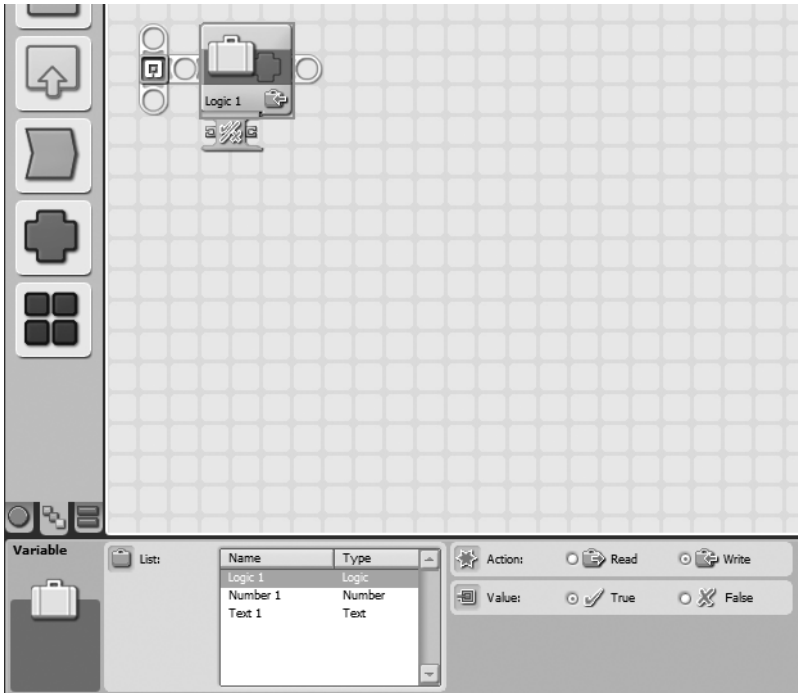 Logic 1
Variable
List:
Name Type
Logic 1 Logic
Number 1 Number
Text 1 Text
Action: Read Write
Value: True False